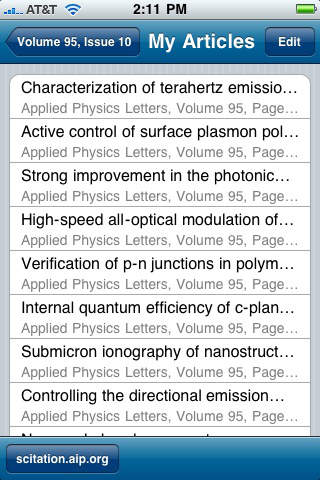 AT&T 2:11 PM
Volume 95, Issue 10 My Articles Edit
Characterization of terahertz emissio...
Applied Physics Letters, Volume 95, Page...
Active control of surface plasmon pol...
Applied Physics Letters, Volume 95, Page...
Strong improvement in the photonic...
Applied Physics Letters, Volume 95, Page...
High-speed all-optical modulation of...
Applied Physics Letters, Volume 95, Page...
Verification of p-n junctions in polym...
Applied Physics Letters, Volume 95, Page...
Internal quantum efficiency of c-plan...
Applied Physics Letters, Volume 95, Page...
Submicron ionography of nanostruct...
Applied Physics Letters, Volume 95, Page...
Controlling the directional emission...
Applied Physics Letters, Volume 95, Page...
scitation.aip.org